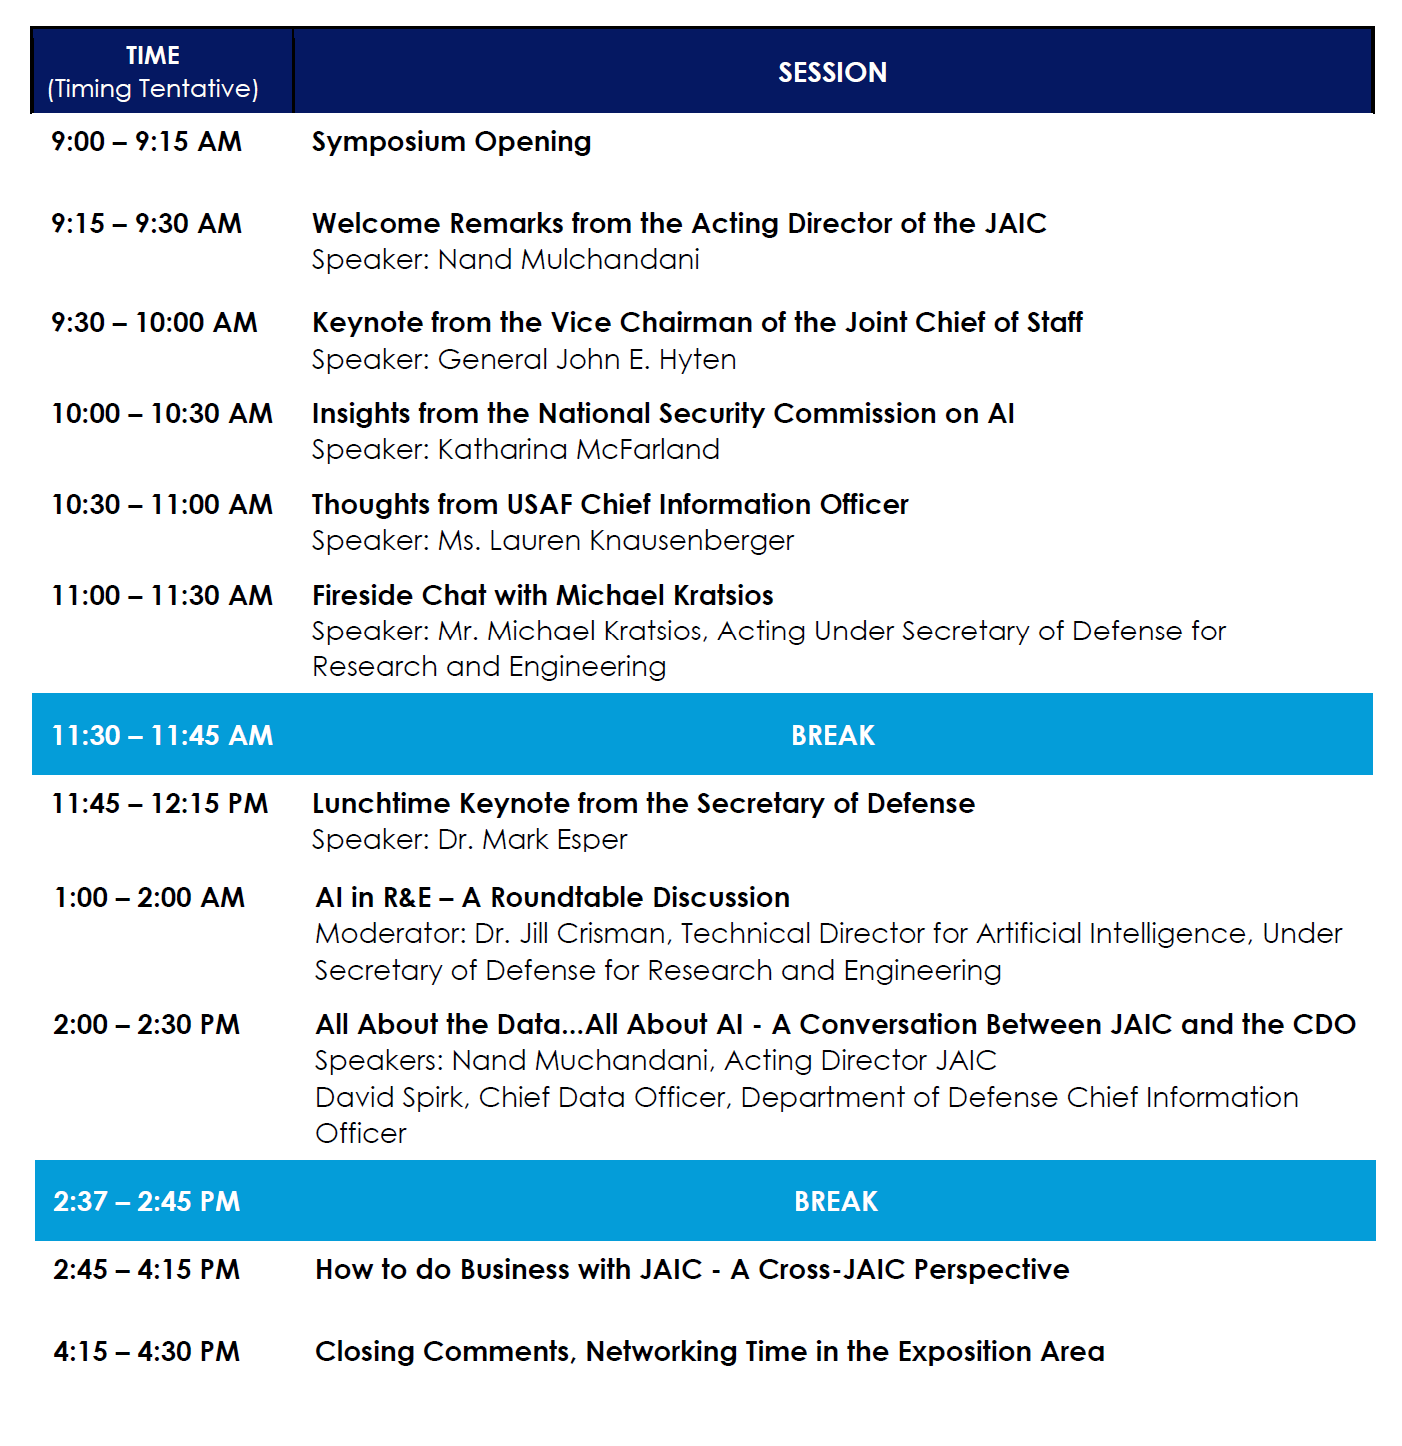 TIME
(Timing Tentative)
SESSION
9:00 – 9:15 AM
Symposium Opening
9:15 – 9:30 AM
Welcome Remarks from the Acting Director of the JAIC
Speaker: Nand Mulchandani
9:30 – 10:00 AM
Keynote from the Vice Chairman of the Joint Chief of Staff
Speaker: General John E. Hyten
10:00 – 10:30 AM
Insights from the National Security Commission on AI
Speaker: Katharina McFarland
10:30 – 11:00 AM
Thoughts from USAF Chief Information Officer
Speaker: Ms. Lauren Knausenberger
11:00 – 11:30 AM
Fireside Chat with Michael Kratsios
Speaker: Mr. Michael Kratsios, Acting Under Secretary of Defense for
Research and Engineering
11:30 – 11:45 AM
BREAK
11:45 – 12:15 PM
Lunchtime Keynote from the Secretary of Defense
Speaker: Dr. Mark Esper
1:00 – 2:00 AM
AI in R&E – A Roundtable Discussion
Moderator: Dr. Jill Crisman, Technical Director for Artificial Intelligence, Under
Secretary of Defense for Research and Engineering
2:00 – 2:30 PM
All About the Data...All About AI - A Conversation Between JAIC and the CDO
Speakers: Nand Muchandani, Acting Director JAIC
David Spirk, Chief Data Officer, Department of Defense Chief Information
Officer
2:37 – 2:45 PM
BREAK
2:45 – 4:15 PM
How to do Business with JAIC - A Cross-JAIC Perspective
4:15 – 4:30 PM
Closing Comments, Networking Time in the Exposition Area